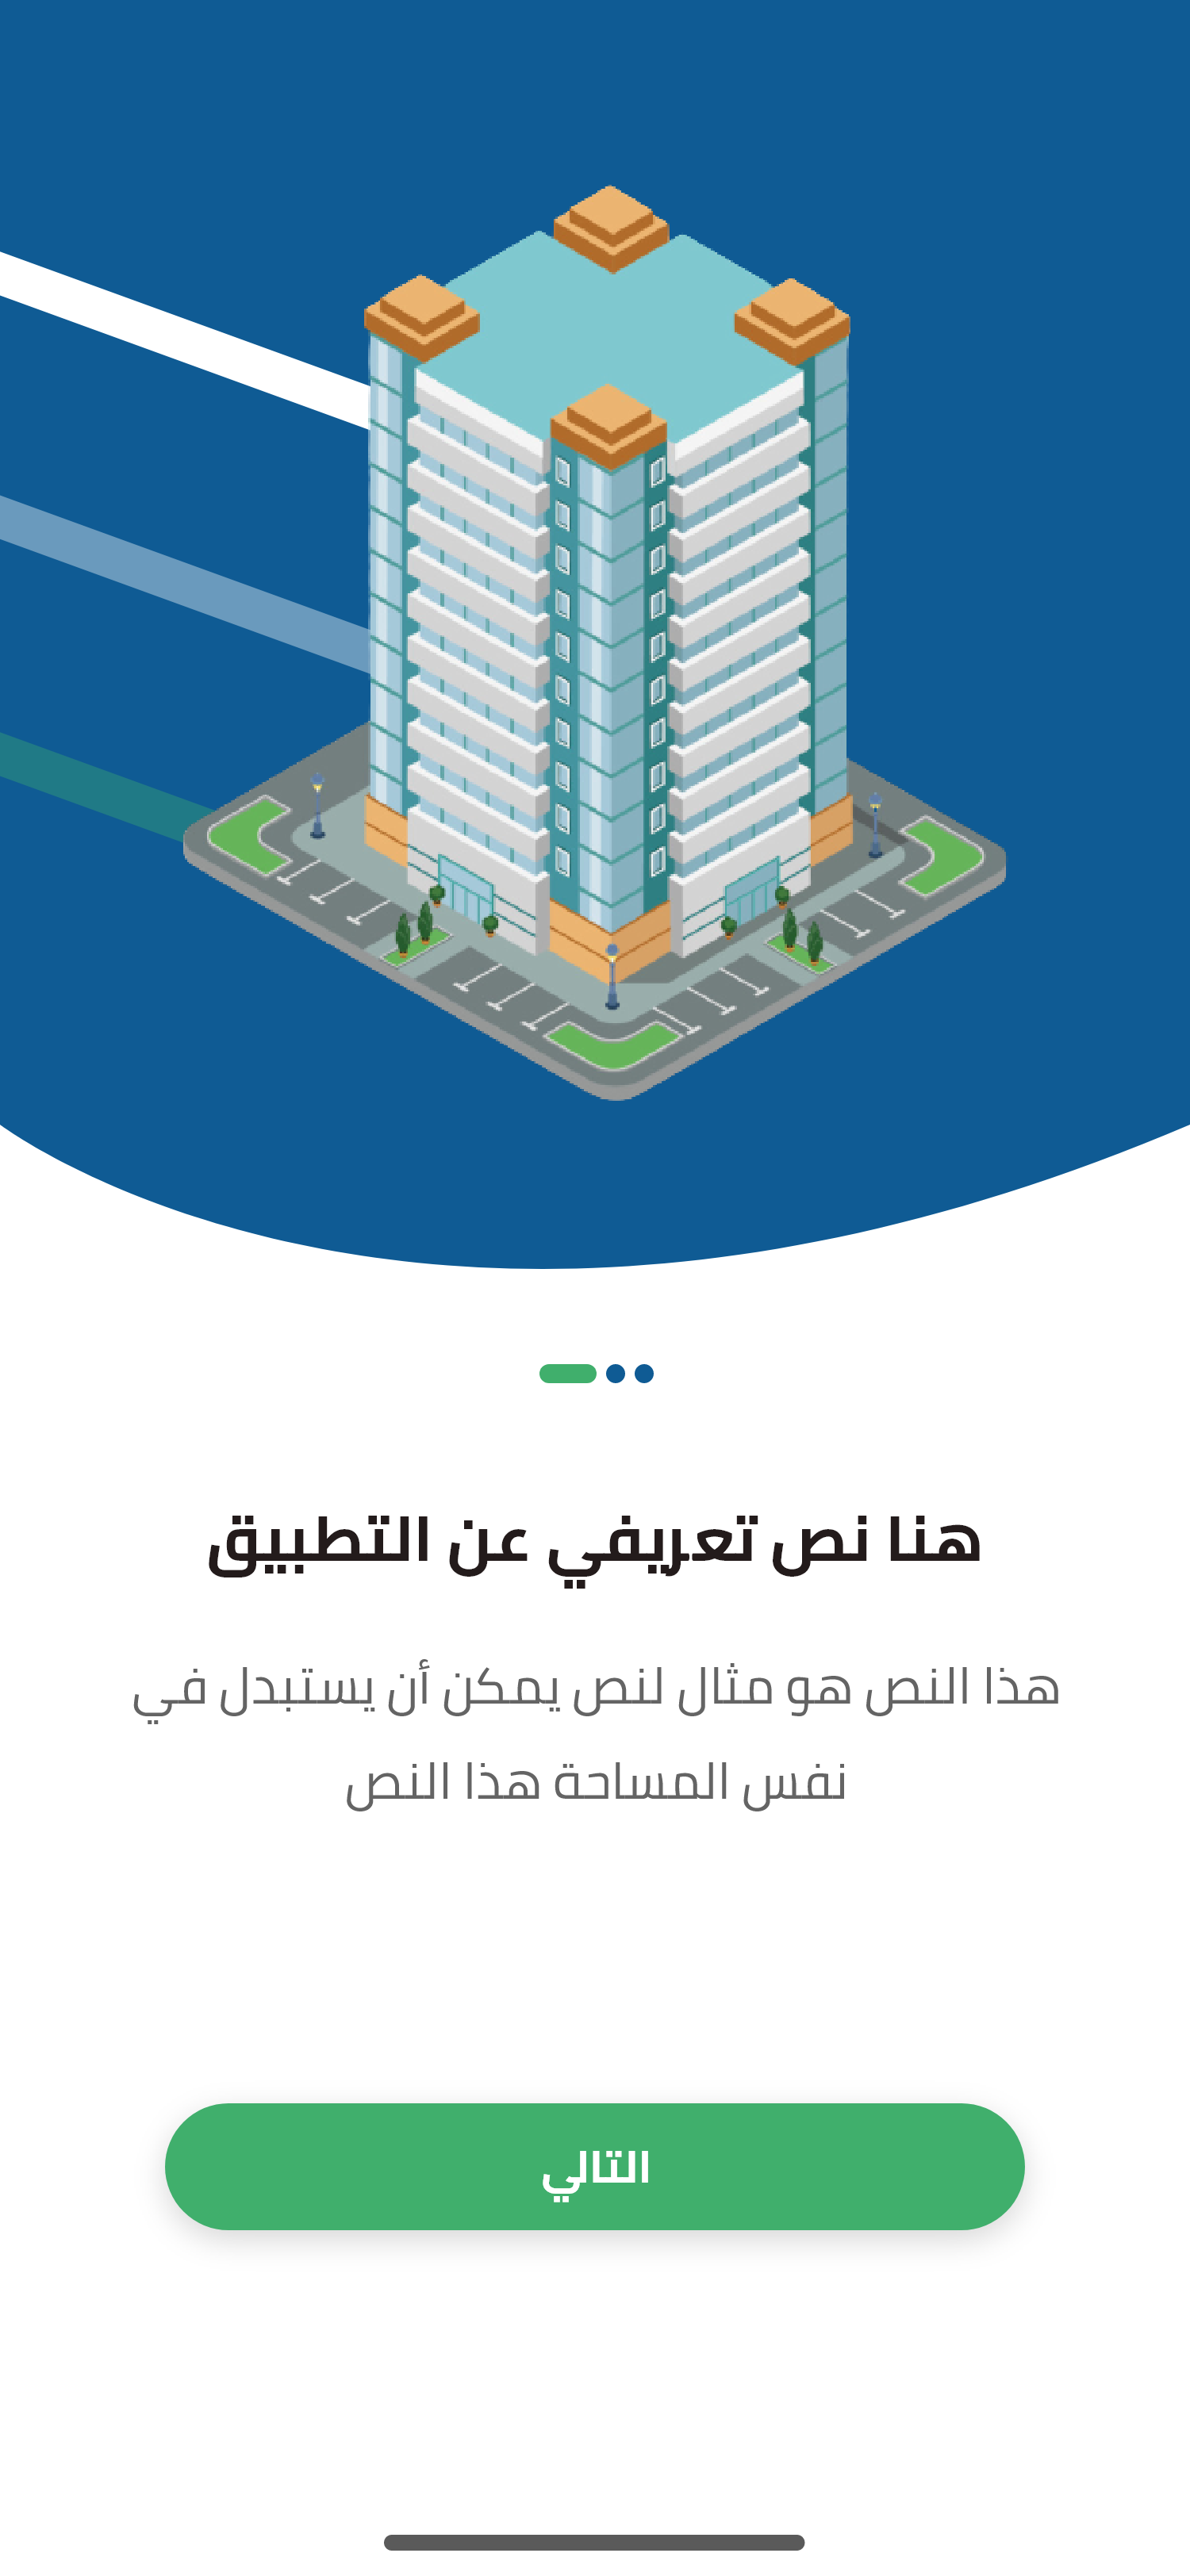 هنا نص تعريفي عن التطبيق
هذا النص هو مثال لنص يمكن أن يستبدل في
نفس المساحة هذا النص
التالي